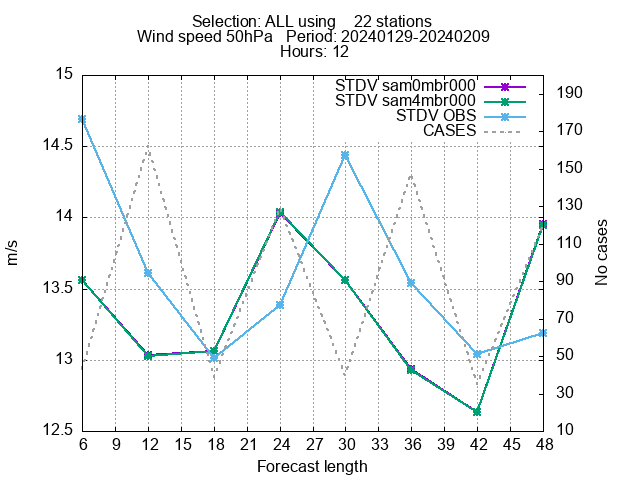 Selection: ALL using 22 stations
Wind speed 50hPa Period: 20240129-20240209
Hours: 12
STDV sam0mbr000
STDV sam4mbr000
STDV OBS
CASES
15
14.5
14
13.5
13
12.5
m/s
190
170
150
130
110
90
70
50
30
10
No cases
6 9 12 15 18 21 24 27 30 33 36 39 42 45 48
Forecast length